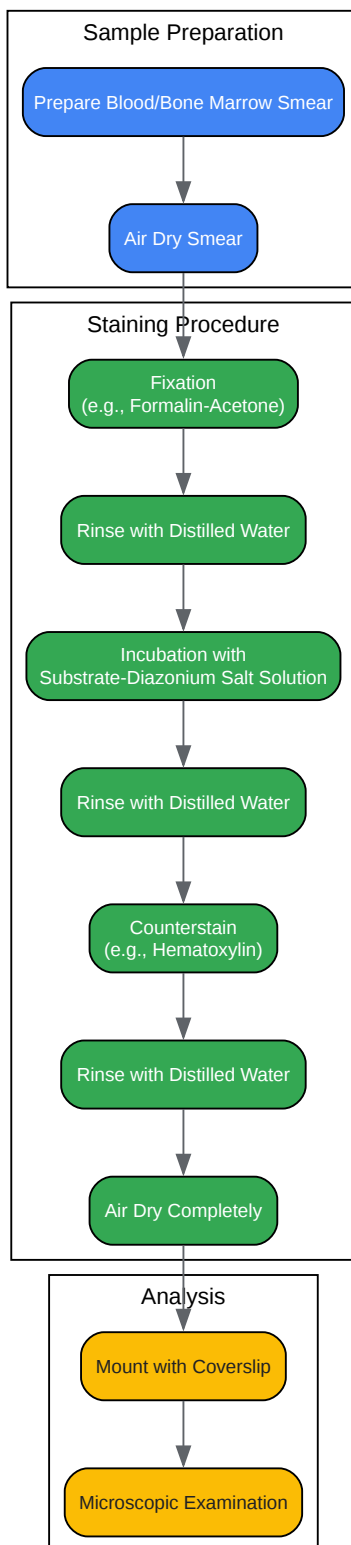 Sample Preparation
Prepare Blood/Bone Marrow Smear
Air Dry Smear
Staining Procedure
Fixation
(e.g., Formalin-Acetone)
Rinse with Distilled Water
Incubation with
Substrate-Diazonium Salt Solution
Rinse with Distilled Water
Counterstain
(e.g., Hematoxylin)
Rinse with Distilled Water
Air Dry Completely
Analysis
Mount with Coverslip
Microscopic Examination